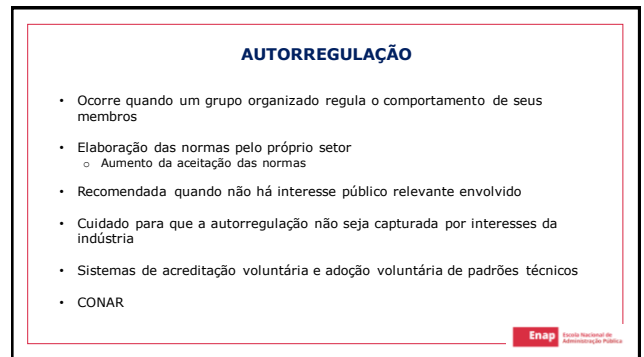 AUTORREGULAÇÃO
• Ocorre quando um grupo organizado regula o comportamento de seus
membros
• Elaboração das normas pelo próprio setor
o Aumento da aceitação das normas
• Recomendada quando não há interesse público relevante envolvido
• Cuidado para que a autorregulação não seja capturada por interesses da
indústria
• Sistemas de acreditação voluntária e adoção voluntária de padrões técnicos
• CONAR
Enap Escola Nacional de
Administração Pública